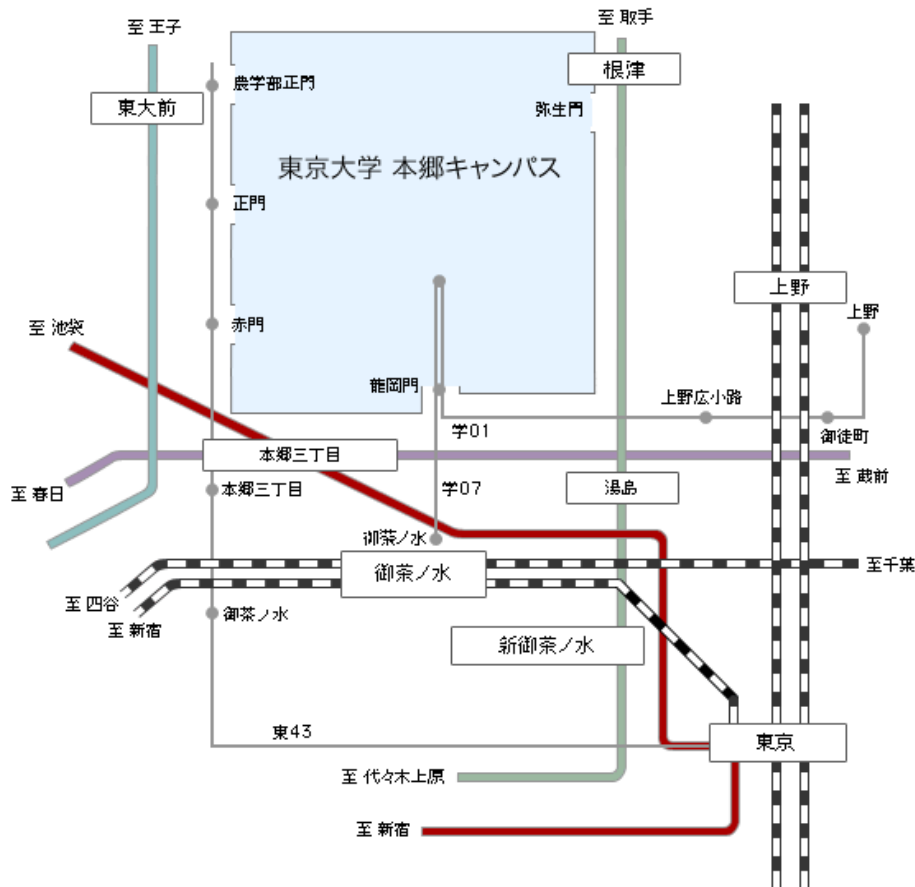 至 王子
至 取手
農学部正門
根津
東大前
弥生門
東京大学 本郷キャンパス
正門
上野
上野
赤門
至 池袋
龍岡門
上野広小路
学01
御徒町
本郷三丁目
至 蔵前
本郷三丁目
学07
湯島
至 春日
御茶ノ水
御茶ノ水
至千葉
至 四谷
御茶ノ水
至 新宿
新御茶ノ水
東43
東京
至 代々木上原
至 新宿